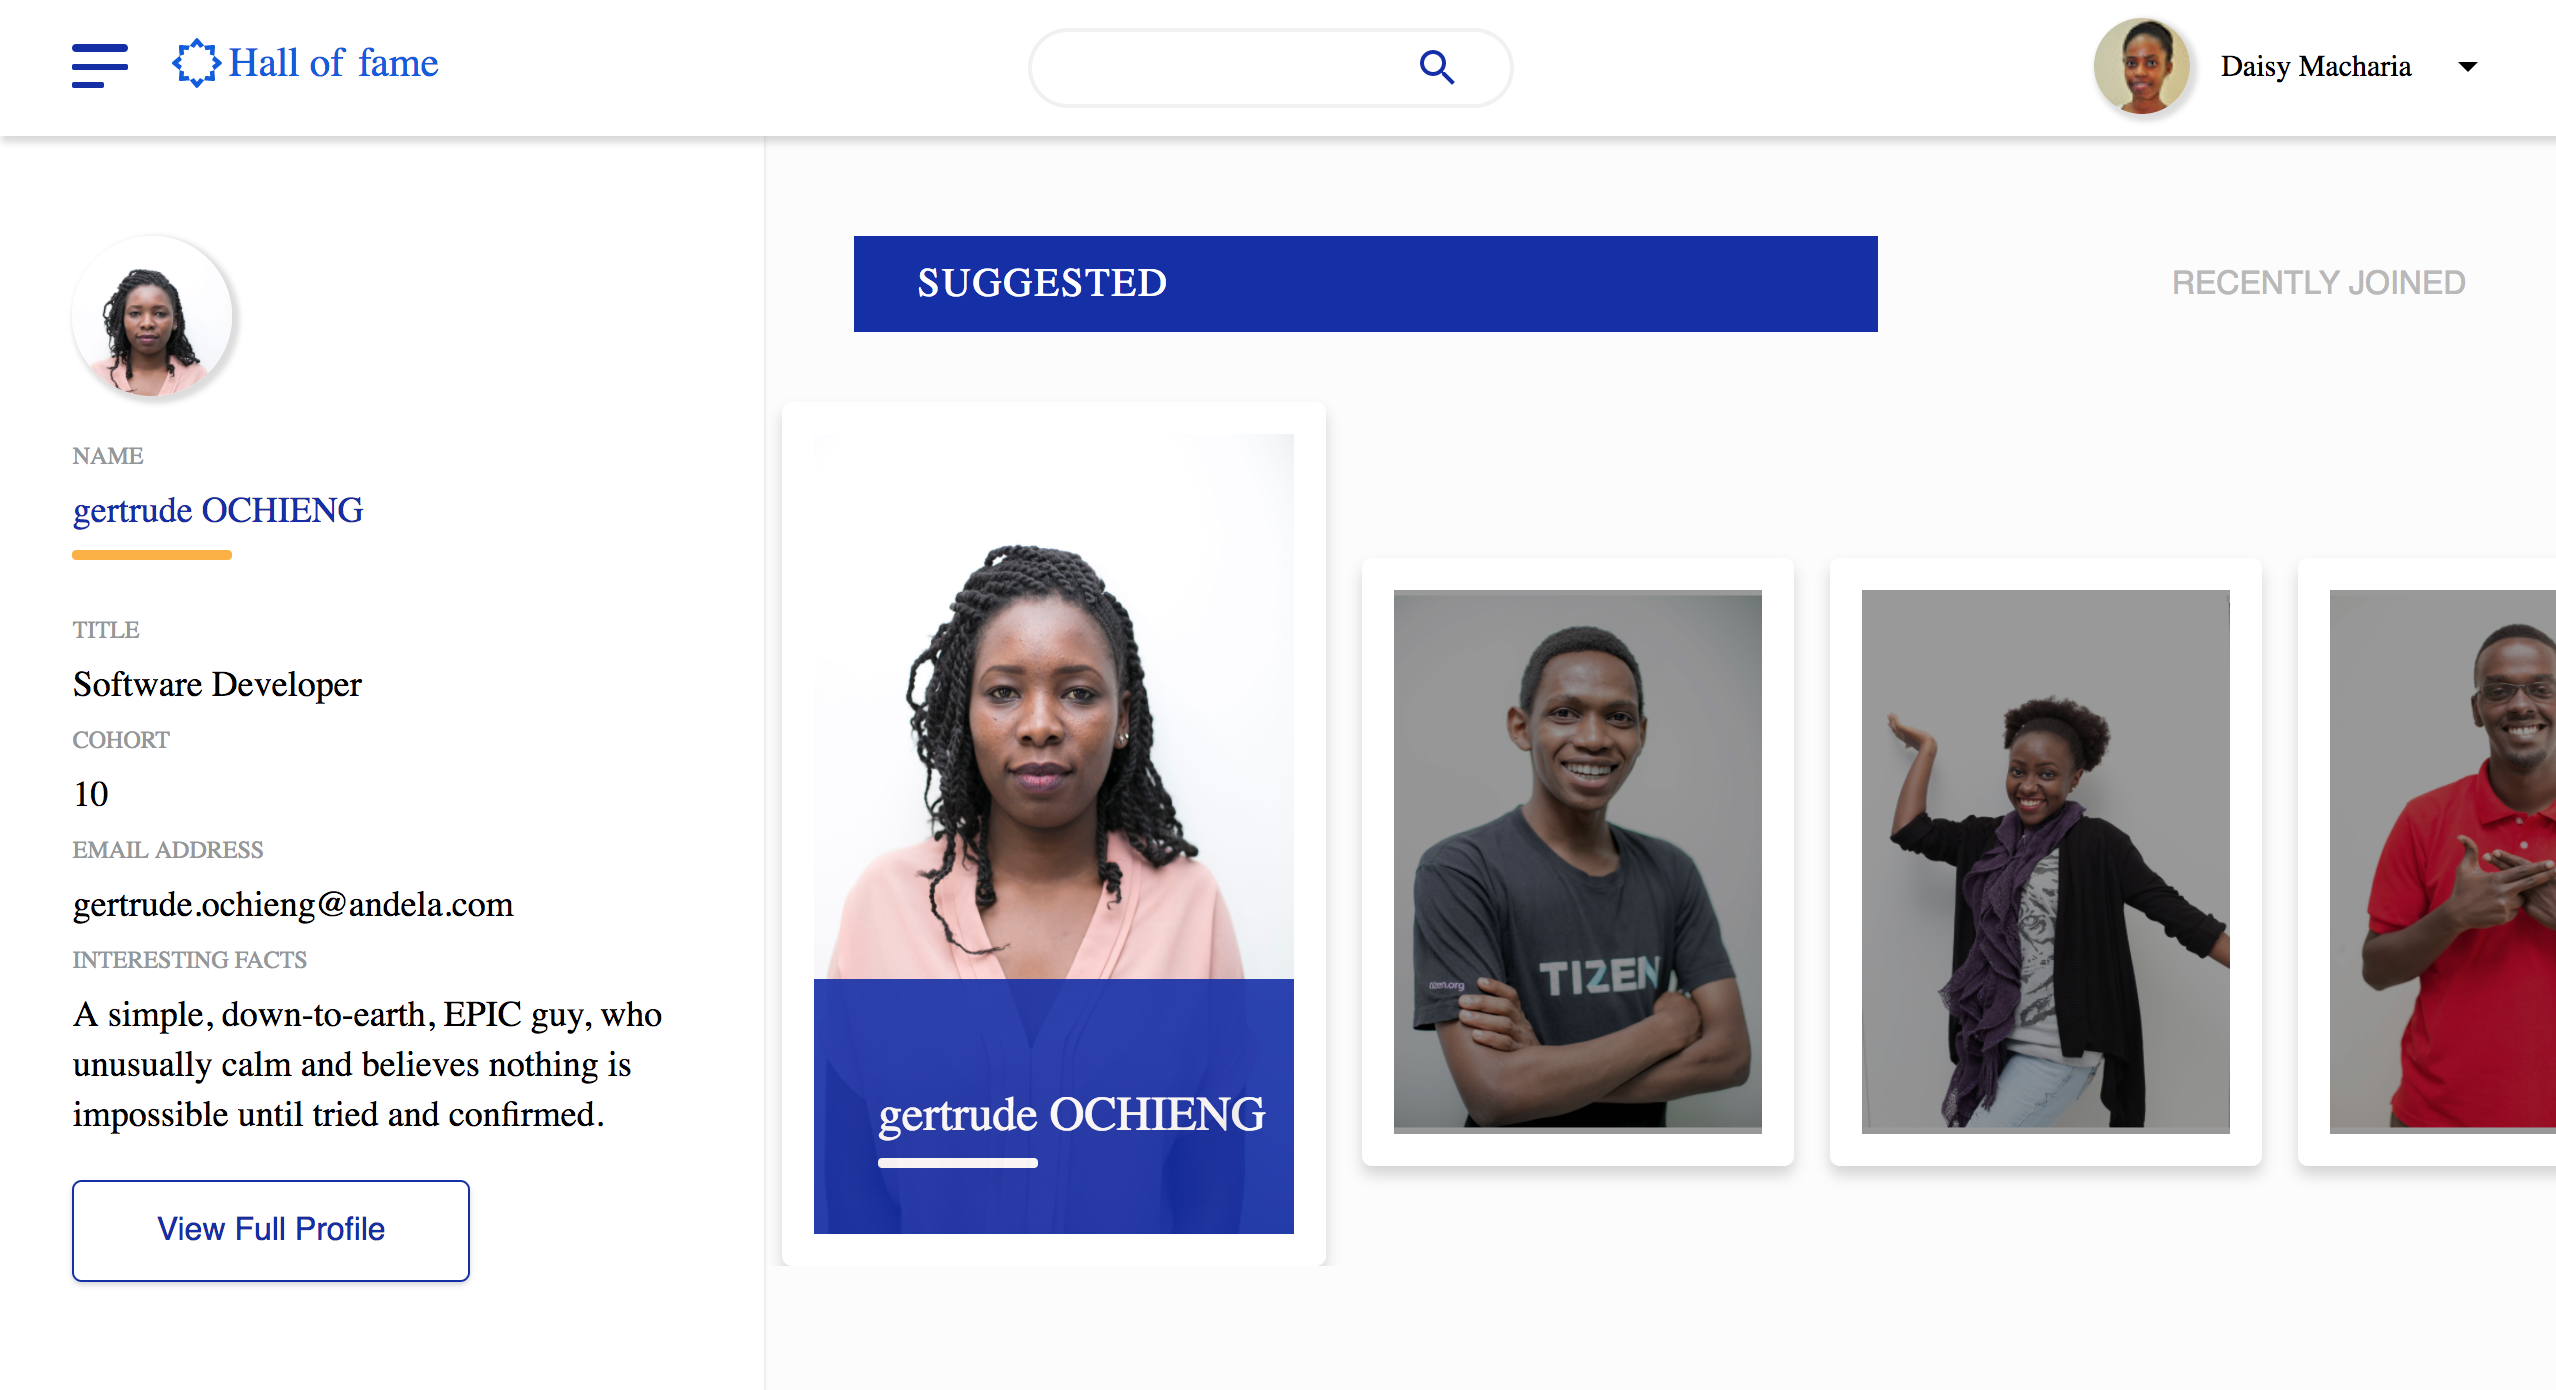 Hall of fame
Daisy Macharia
NAME
gertrude OCHIENG
TITLE
Software Developer
COHORT
10
EMAIL ADDRESS
gertrude.ochieng@andela.com
INTERESTING FACTS
A simple, down-to-earth, EPIC guy, who
unusually calm and believes nothing is
impossible until tried and confirmed.
View Full Profile
SUGGESTED
RECENTLY JOINED
gertrude OCHIENG
TIZEN
tizen.org